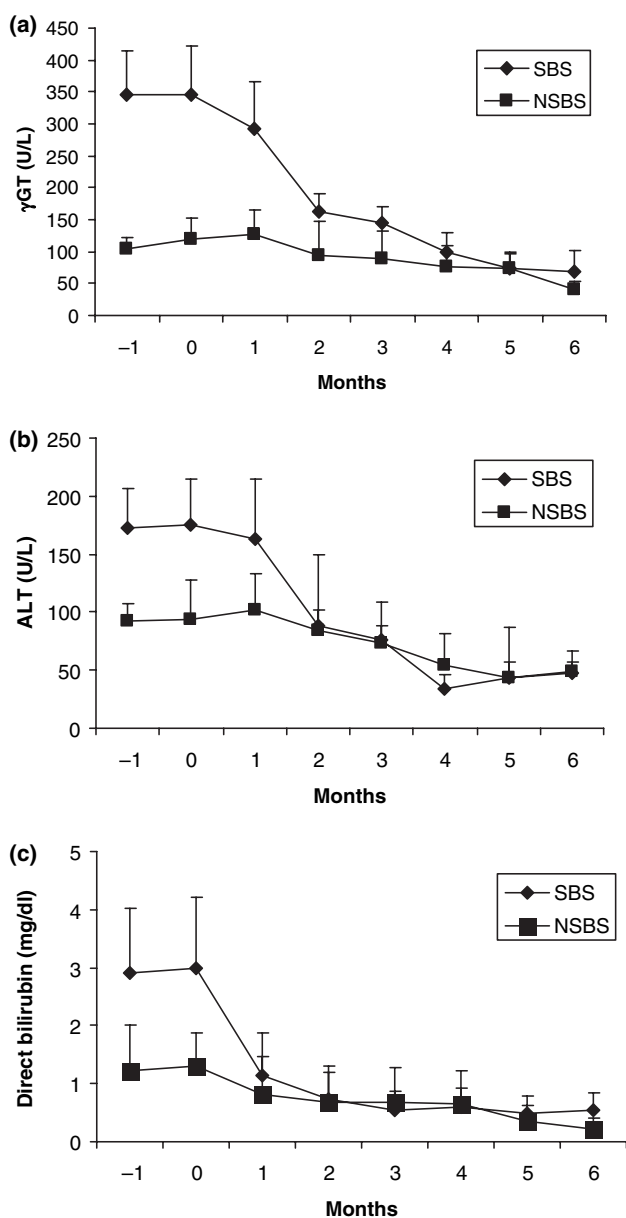 (a)
450
400
350
300
250
200
150
100
50
0
γGT (U/L)
SBS
NSBS
–1 0 1 2 3 4 5 6
Months
(b)
250
200
150
100
50
0
ALT (U/L)
SBS
NSBS
–1 0 1 2 3 4 5 6
Months
(c)
5
4
3
2
1
0
Direct bilirubin (mg/dl)
SBS
NSBS
–1 0 1 2 3 4 5 6
Months